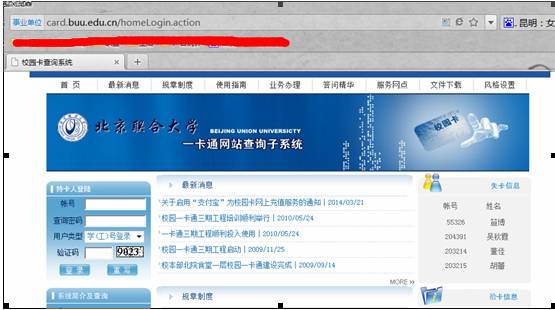 事业单位 card.buu.edu.cn/homeLogin.action 昆明：女
校园卡查询系统
首 页 最新消息 规章制度 使用指南 业务办理 答问精华 服务网点 文件下载 风格设置
北京联合大学 BEIJING UNION UNIVERSICTY
一卡通网站查询子系统
校园卡
持卡人登陆
帐号
查询密码
用户类型 学(工)号登录
验证码 9023
登录 重写
系统简介及查询
最新消息
·关于启用“支付宝”为校园卡网上充值服务的通知 | 2014/03/21
·校园一卡通三期工程培训顺利举行 | 2010/05/24
·一卡通三期工程顺利投入使用 | 2010/05/24
·校园一卡通三期工程启动 | 2009/11/25
·校本部北院食堂一层校园一卡通建设完成 | 2009/09/14
MORE >>
规章制度
失卡信息
帐号 姓名
55326 苗博
204391 吴秋霞
203214 董佳
203215 胡蕾
拾卡信息